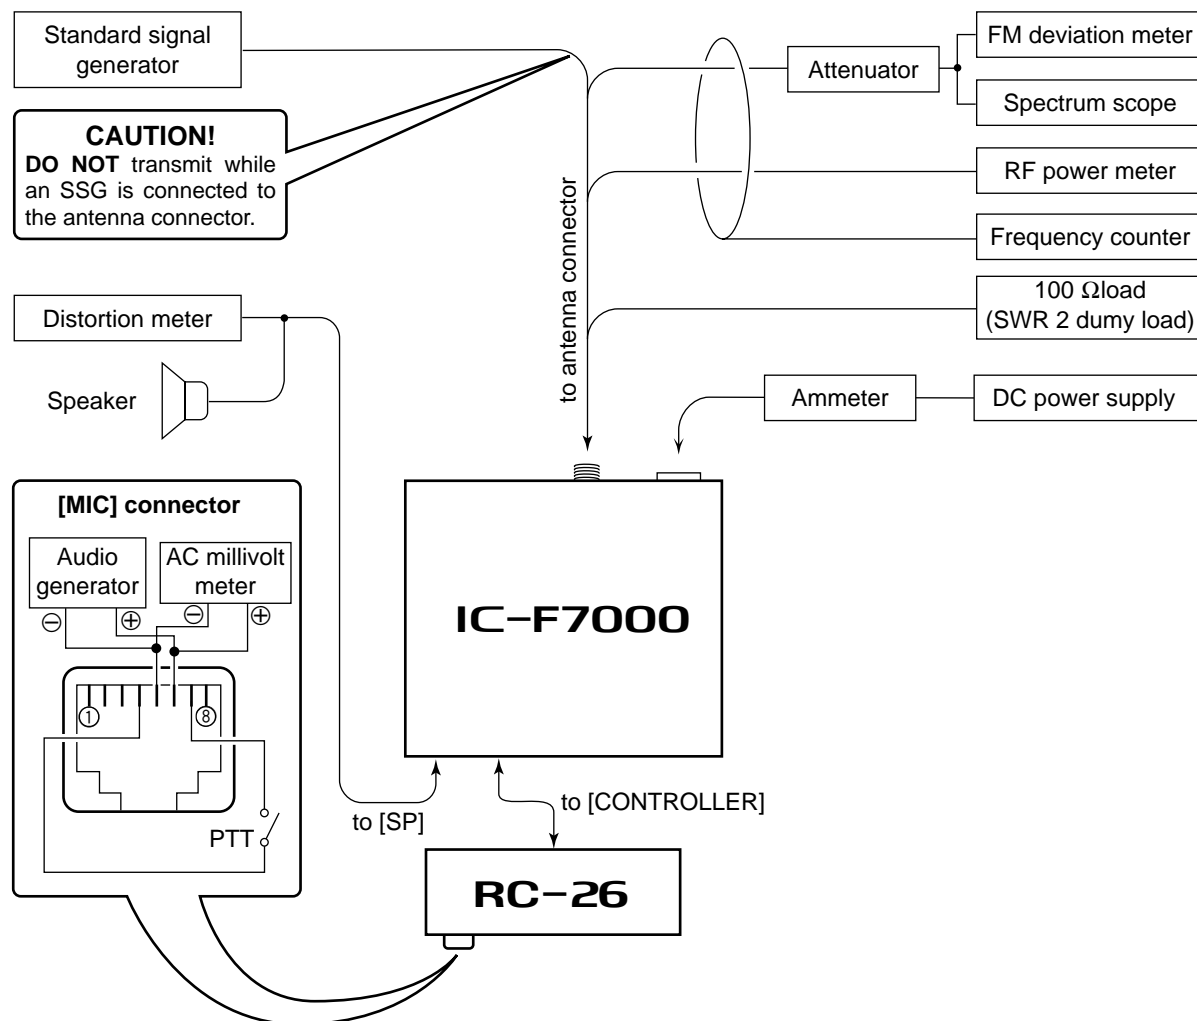 Standard signal
generator
CAUTION!
DO NOT transmit while
an SSG is connected to
the antenna connector.
FM deviation meter
Attenuator
Spectrum scope
RF power meter
Frequency counter
100 Ωload
(SWR 2 dumy load)
to antenna connector
Distortion meter
Speaker
Ammeter
DC power supply
[MIC] connector
Audio
generator
AC millivolt
meter
⊖ ⊕ ⊖ ⊕
① ⑧
PTT
IC-F7000
to [SP]
to [CONTROLLER]
RC-26